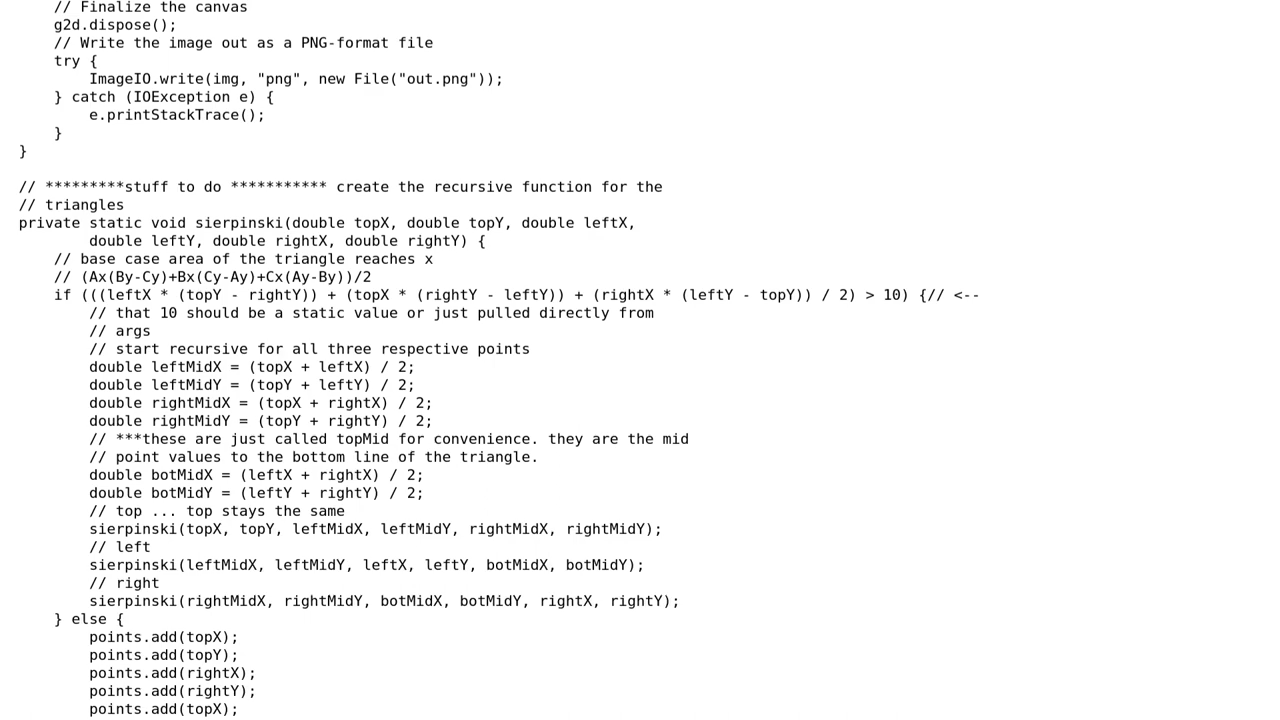 // Finalize the canvas
g2d.dispose();
// Write the image out as a PNG-format file
try {
ImageIO.write(img, "png", new File("out.png"));
} catch (IOException e) {
e.printStackTrace();
}
}
// *********stuff to do *********** create the recursive function for the
// triangles
private static void sierpinski(double topX, double topY, double leftX,
double leftY, double rightX, double rightY) {
// base case area of the triangle reaches x
// (Ax(By-Cy)+Bx(Cy-Ay)+Cx(Ay-By))/2
if (((leftX * (topY - rightY)) + (topX * (rightY - leftY)) + (rightX * (leftY - topY)) / 2) > 10) {// <--
// that 10 should be a static value or just pulled directly from
// args
// start recursive for all three respective points
double leftMidX = (topX + leftX) / 2;
double leftMidY = (topY + leftY) / 2;
double rightMidX = (topX + rightX) / 2;
double rightMidY = (topY + rightY) / 2;
// ***these are just called topMid for convenience. they are the mid
// point values to the bottom line of the triangle.
double botMidX = (leftX + rightX) / 2;
double botMidY = (leftY + rightY) / 2;
// top ... top stays the same
sierpinski(topX, topY, leftMidX, leftMidY, rightMidX, rightMidY);
// left
sierpinski(leftMidX, leftMidY, leftX, leftY, botMidX, botMidY);
// right
sierpinski(rightMidX, rightMidY, botMidX, botMidY, rightX, rightY);
} else {
points.add(topX);
points.add(topY);
points.add(rightX);
points.add(rightY);
points.add(topX);